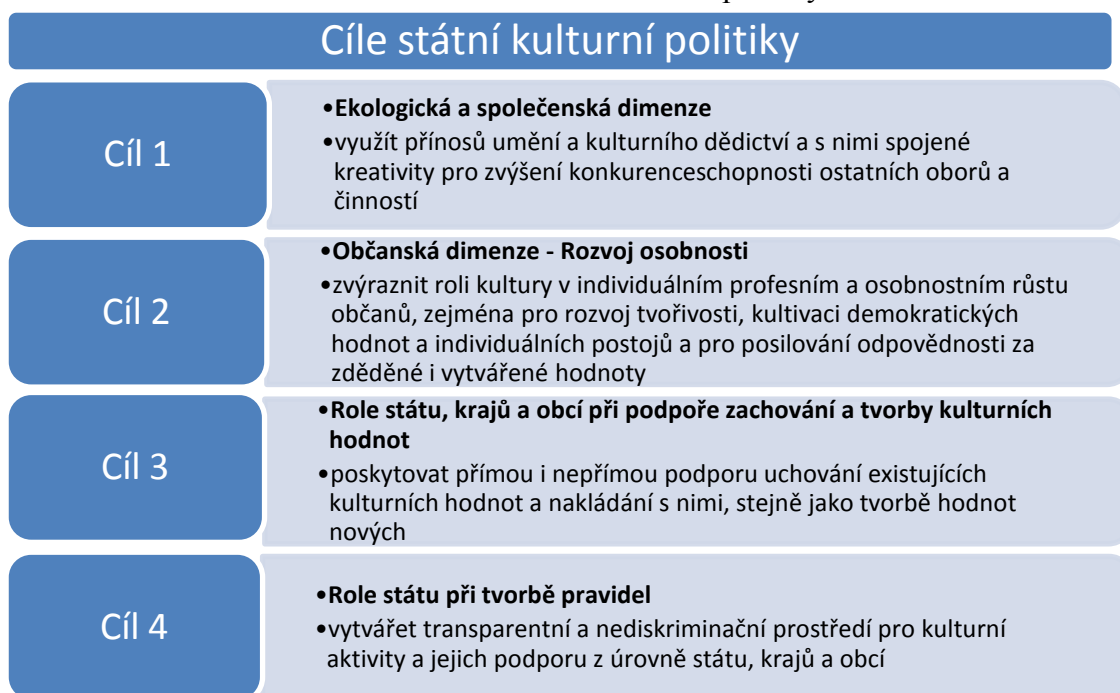 Cíle státní kulturní politiky
Cíl 1
•Ekologická a společenská dimenze
•využít přínosů umění a kulturního dědictví a s nimi spojené
kreativity pro zvýšení konkurenceschopnosti ostatních oborů a
činností
Cíl 2
•Občanská dimenze - Rozvoj osobnosti
•zvýraznit roli kultury v individuálním profesním a osobnostním růstu
občanů, zejména pro rozvoj tvořivosti, kultivaci demokratických
hodnot a individuálních postojů a pro posilování odpovědnosti za
zděděné i vytvářené hodnoty
Cíl 3
•Role státu, krajů a obcí při podpoře zachování a tvorby kulturních
hodnot
•poskytovat přímou i nepřímou podporu uchování existujících
kulturních hodnot a nakládání s nimi, stejně jako tvorbě hodnot
nových
Cíl 4
•Role státu při tvorbě pravidel
•vytvářet transparentní a nediskriminační prostředí pro kulturní
aktivity a jejich podporu z úrovně státu, krajů a obcí